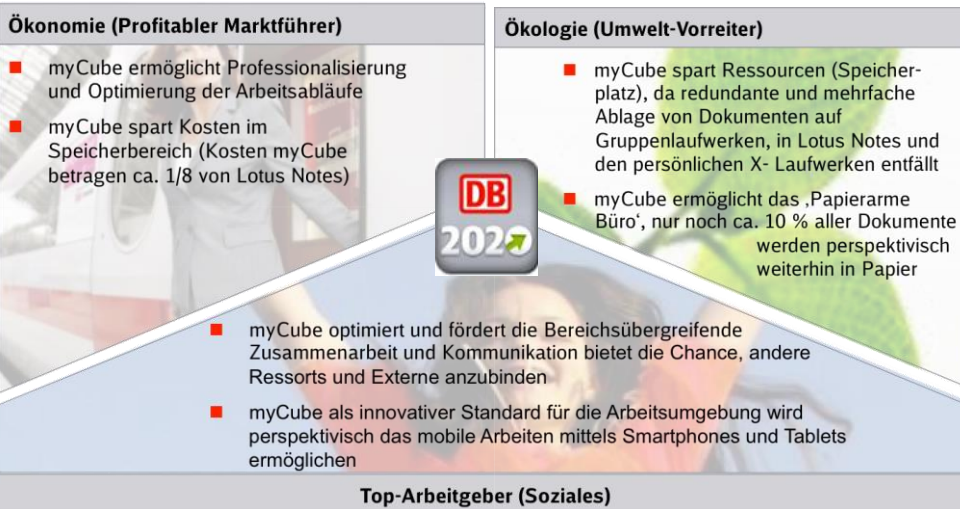 Ökonomie (Profitabler Marktführer)
myCube ermöglicht Professionalisierung
und Optimierung der Arbeitsabläufe
myCube spart Kosten im
Speicherbereich (Kosten myCube
betragen ca. 1/8 von Lotus Notes)
Ökologie (Umwelt-Vorreiter)
myCube spart Ressourcen (Speicher-
platz), da redundante und mehrfache
Ablage von Dokumenten auf
Gruppenlaufwerken, in Lotus Notes und
den persönlichen X- Laufwerken entfällt
myCube ermöglicht das ‚Papierarme
Büro‘, nur noch ca. 10 % aller Dokumente
werden perspektivisch
weiterhin in Papier
DB
2020
myCube optimiert und fördert die Bereichsübergreifende
Zusammenarbeit und Kommunikation bietet die Chance, andere
Ressorts und Externe anzubinden
myCube als innovativer Standard für die Arbeitsumgebung wird
perspektivisch das mobile Arbeiten mittels Smartphones und Tablets
ermöglichen
Top-Arbeitgeber (Soziales)